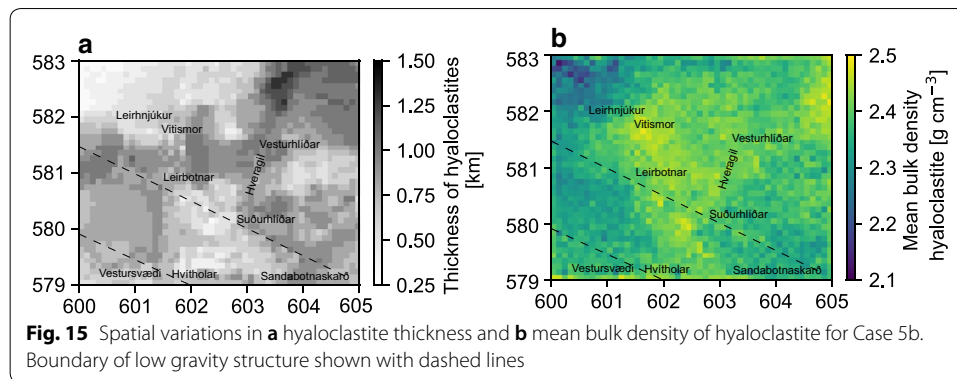 a
583
582
581
580
579
600 601 602 603 604 605
Leirhnjúkur
Vitismor
Vesturhlíðar
Hveragil
Leirbotnar
Suðurhlíðar
Vestursvæði Hvitholar Sandabotnaskarð
1.50
1.25
1.00
0.75
0.50
0.25
Thickness of hyaloclastites
[km]
b
583
582
581
580
579
600 601 602 603 604 605
Leirhnjúkur
Vitismor
Vesturhlíðar
Hveragil
Leirbotnar
Suðurhlíðar
Vestursvæði Hvitholar Sandabotnaskarð
2.5
2.4
2.3
2.2
2.1
Mean bulk density
hyaloclastite [g cm⁻³]
Fig. 15 Spatial variations in a hyaloclastite thickness and b mean bulk density of hyaloclastite for Case 5b.
Boundary of low gravity structure shown with dashed lines